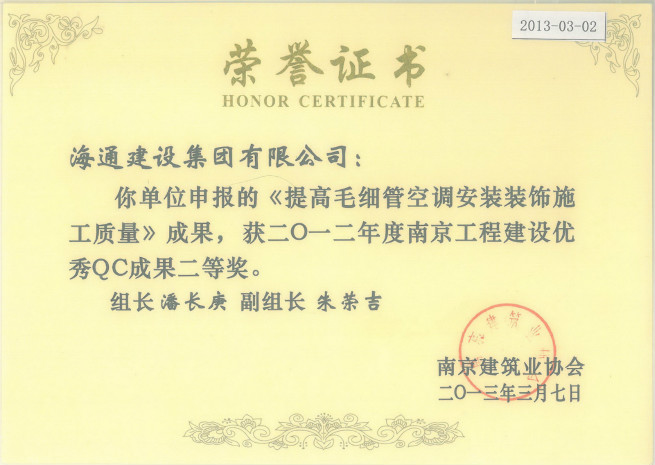 2013-03-02
荣誉证书
HONOR CERTIFICATE
海通建设集团有限公司：
你单位申报的《提高毛细管空调安装装饰施
工质量》成果，获二〇一二年度南京工程建设优
秀QC成果二等奖。
组长 潘长庚 副组长 朱荣吉
南京建筑业协会
二〇一三年三月七日